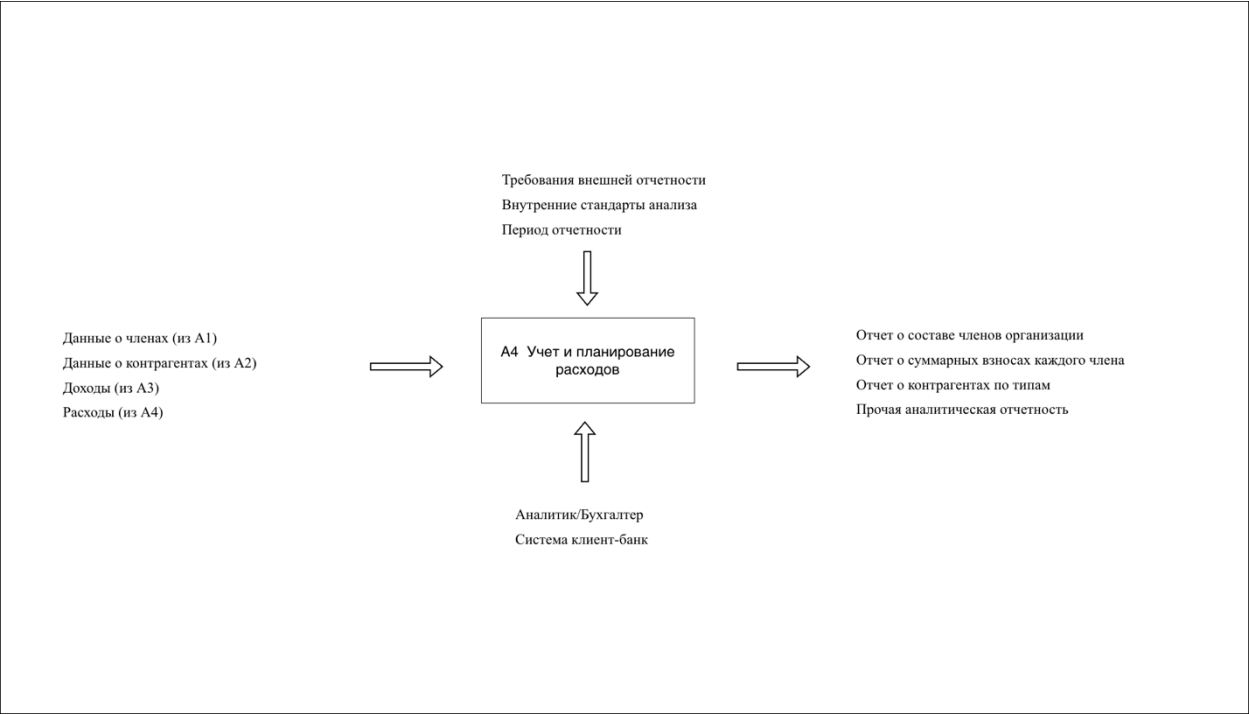 Требования внешней отчетности
Внутренние стандарты анализа
Период отчетности
Данные о членах (из А1)
Данные о контрагентах (из А2)
Доходы (из А3)
Расходы (из А4)
А4 Учет и планирование
расходов
Отчет о составе членов организации
Отчет о суммарных взносах каждого члена
Отчет о контрагентах по типам
Прочая аналитическая отчетность
Аналитик/Бухгалтер
Система клиент-банк